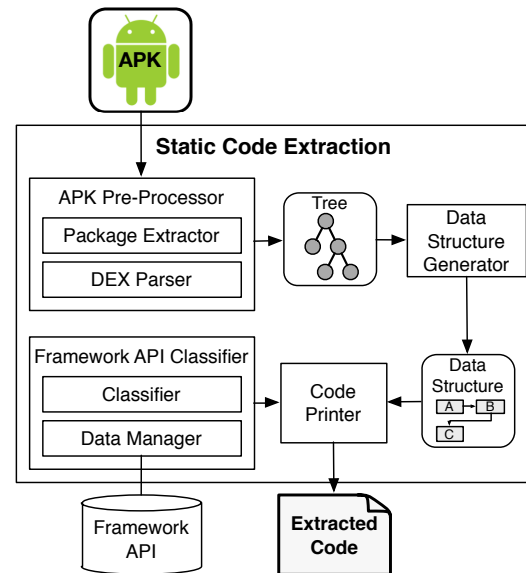 APK
Static Code Extraction
APK Pre-Processor
Package Extractor
DEX Parser
Tree
Data
Structure
Generator
Framework API Classifier
Classifier
Data Manager
Code
Printer
Data
Structure
A
B
C
Framework
API
Extracted
Code